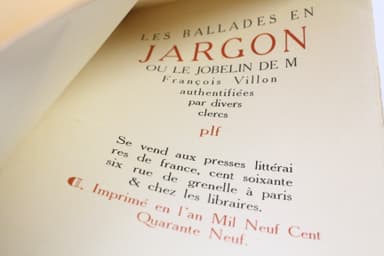 LES BALLADES EN
JARGON
OU LE JOBELIN DE M
François Villon
authentifiées
par divers
clercs
plf
Se vend aux presses littérai
res de france, cent soixante
six rue de grenelle à paris
& chez les libraires.
¶. Imprimé en l'an Mil Neuf Cent
Quarante Neuf.